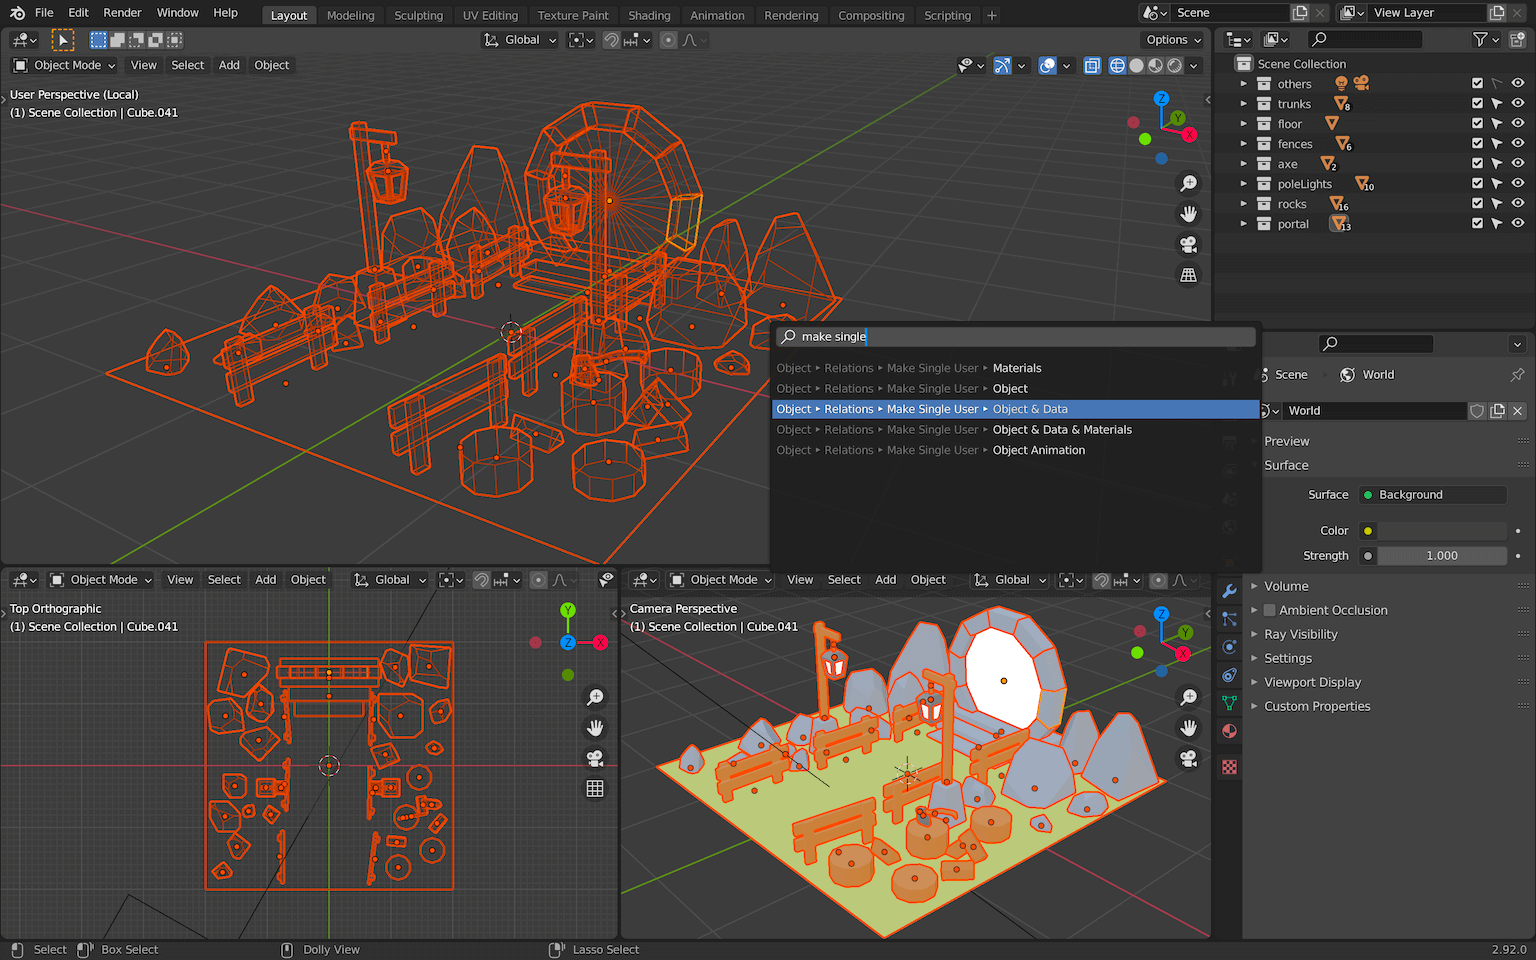 File Edit Render Window Help
Layout Modeling Sculpting UV Editing Texture Paint Shading Animation Rendering Compositing Scripting +
Scene
View Layer
Global
Options
Object Mode View Select Add Object
User Perspective (Local)
(1) Scene Collection | Cube.041
Z
Y
X
Scene Collection
others
trunks 8
floor
fences 6
axe 2
poleLights 10
rocks 16
portal 13
make single
Object ▸ Relations ▸ Make Single User ▸ Materials
Object ▸ Relations ▸ Make Single User ▸ Object
Object ▸ Relations ▸ Make Single User ▸ Object & Data
Object ▸ Relations ▸ Make Single User ▸ Object & Data & Materials
Object ▸ Relations ▸ Make Single User ▸ Object Animation
Scene World
World
Preview
Surface
Surface Background
Color
Strength 1.000
Volume
Ambient Occlusion
Ray Visibility
Settings
Viewport Display
Custom Properties
Object Mode View Select Add Object Global
Top Orthographic
(1) Scene Collection | Cube.041
Y
Z
X
Object Mode View Select Add Object Global
Camera Perspective
(1) Scene Collection | Cube.041
Z
Y
X
Select Box Select Dolly View Lasso Select 2.92.0